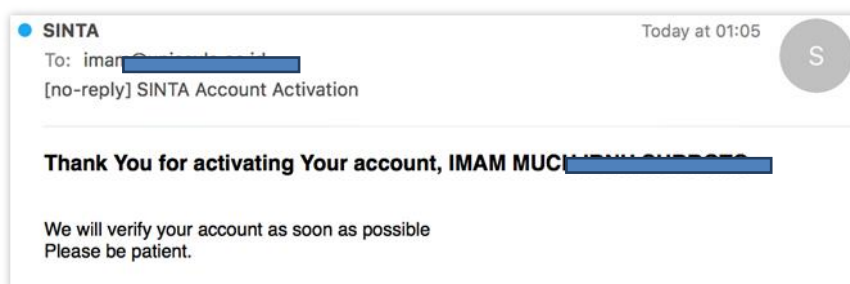 SINTA
Today at 01:05
S
To: imam
[no-reply] SINTA Account Activation
Thank You for activating Your account, IMAM
We will verify your account as soon as possible
Please be patient.